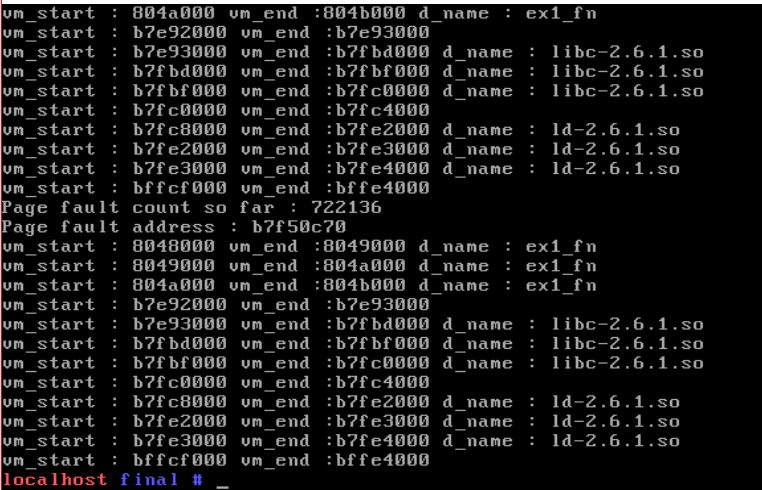 vm_start : 804a000 vm_end :804b000 d_name : ex1_fn
vm_start : b7e92000 vm_end :b7e93000
vm_start : b7e93000 vm_end :b7fbd000 d_name : libc-2.6.1.so
vm_start : b7fbd000 vm_end :b7fbf000 d_name : libc-2.6.1.so
vm_start : b7fbf000 vm_end :b7fc0000 d_name : libc-2.6.1.so
vm_start : b7fc0000 vm_end :b7fc4000
vm_start : b7fc8000 vm_end :b7fe2000 d_name : ld-2.6.1.so
vm_start : b7fe2000 vm_end :b7fe3000 d_name : ld-2.6.1.so
vm_start : b7fe3000 vm_end :b7fe4000 d_name : ld-2.6.1.so
vm_start : bffcf000 vm_end :bffe4000
Page fault count so far : 722136
Page fault address : b7f50c70
vm_start : 8048000 vm_end :8049000 d_name : ex1_fn
vm_start : 8049000 vm_end :804a000 d_name : ex1_fn
vm_start : 804a000 vm_end :804b000 d_name : ex1_fn
vm_start : b7e92000 vm_end :b7e93000
vm_start : b7e93000 vm_end :b7fbd000 d_name : libc-2.6.1.so
vm_start : b7fbd000 vm_end :b7fbf000 d_name : libc-2.6.1.so
vm_start : b7fbf000 vm_end :b7fc0000 d_name : libc-2.6.1.so
vm_start : b7fc0000 vm_end :b7fc4000
vm_start : b7fc8000 vm_end :b7fe2000 d_name : ld-2.6.1.so
vm_start : b7fe2000 vm_end :b7fe3000 d_name : ld-2.6.1.so
vm_start : b7fe3000 vm_end :b7fe4000 d_name : ld-2.6.1.so
vm_start : bffcf000 vm_end :bffe4000
localhost final # _